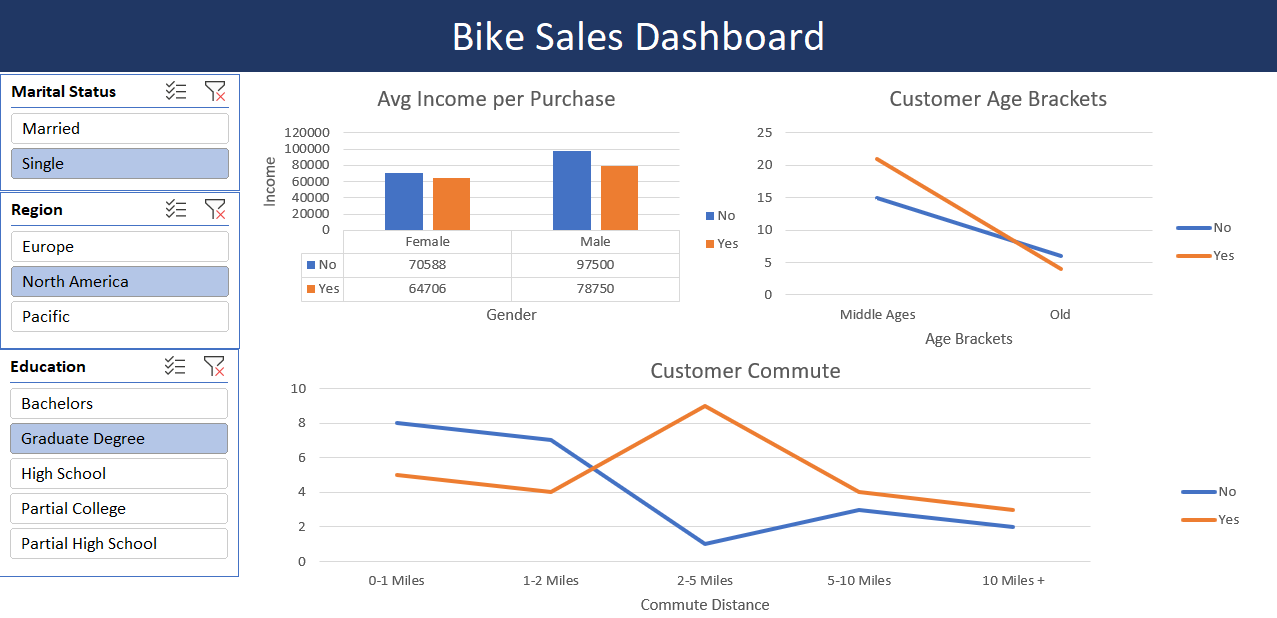 Bike Sales Dashboard
Marital Status
Married
Single
Region
Europe
North America
Pacific
Education
Bachelors
Graduate Degree
High School
Partial College
Partial High School
Avg Income per Purchase
Income
120000
100000
80000
60000
40000
20000
0
Female Male
No 70588 97500
Yes 64706 78750
Gender
No
Yes
Customer Age Brackets
25
20
15
10
5
0
Middle Ages Old
Age Brackets
No
Yes
Customer Commute
10
8
6
4
2
0
0-1 Miles 1-2 Miles 2-5 Miles 5-10 Miles 10 Miles +
Commute Distance
No
Yes